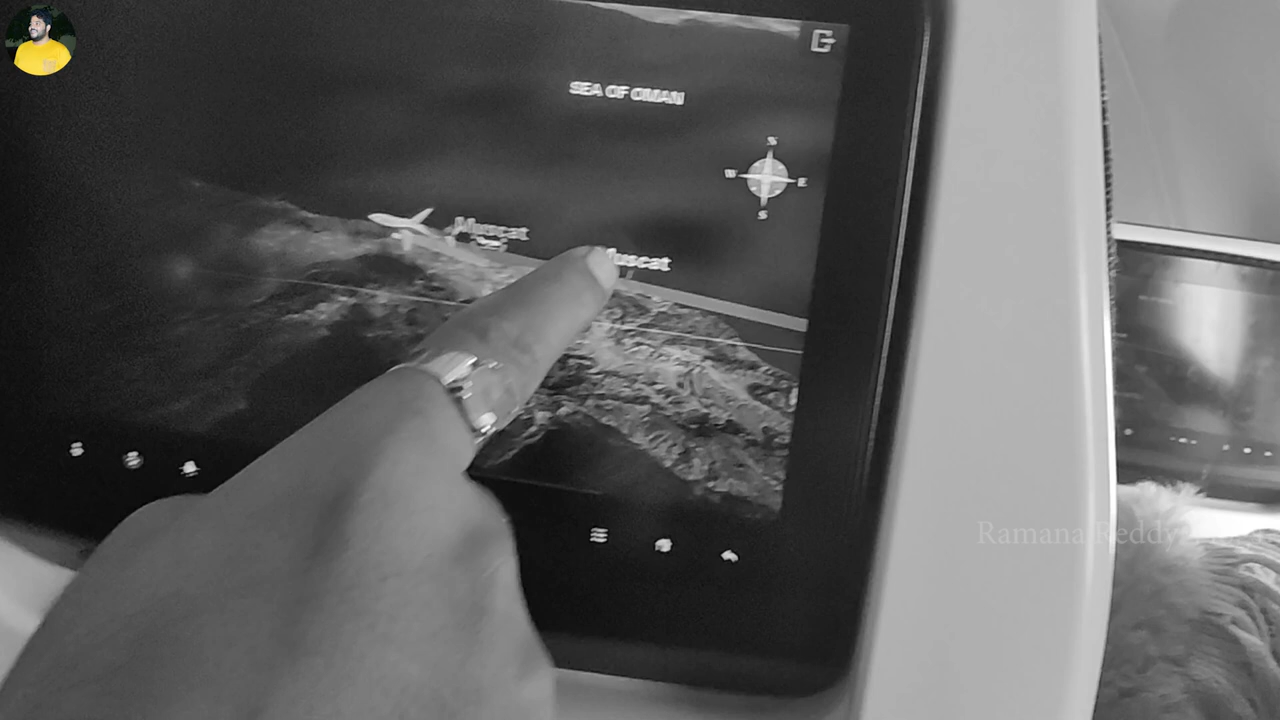 SEA OF OMAN
S
W E
S
Muscat
Muscat
Ramana Reddy